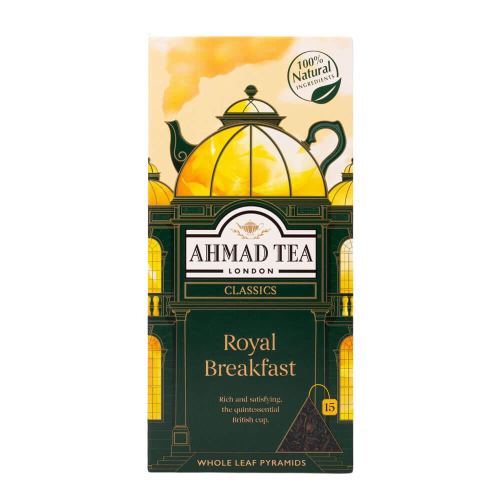 100%
Natural
INGREDIENTS
AHMAD TEA
LONDON
CLASSICS
Royal
Breakfast
Rich and satisfying,
the quintessential
British cup.
15
WHOLE LEAF PYRAMIDS